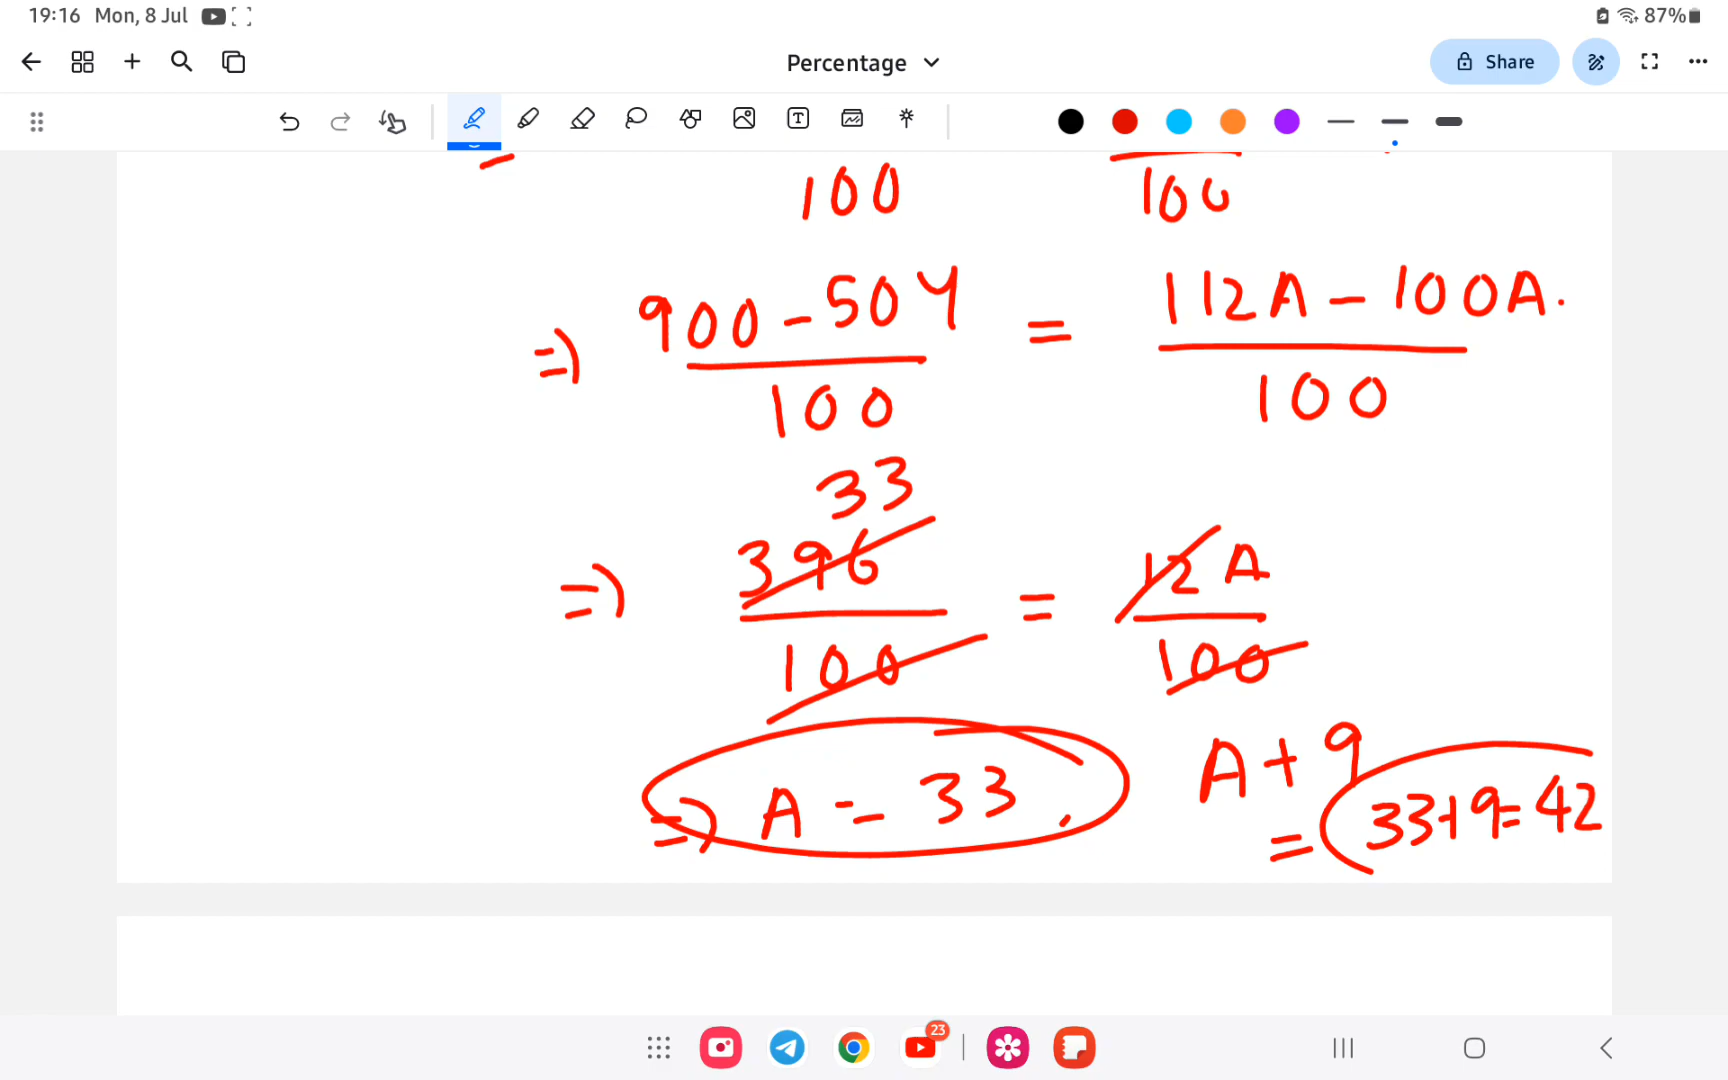 19:16 Mon, 8 Jul 87%
Percentage
Share
T
100 100
=) 900 - 504 = 112A - 100A.
100 100
33
=) 396 = 12A
100 100
A + 9
=) A = 33. = 33+9=42
23